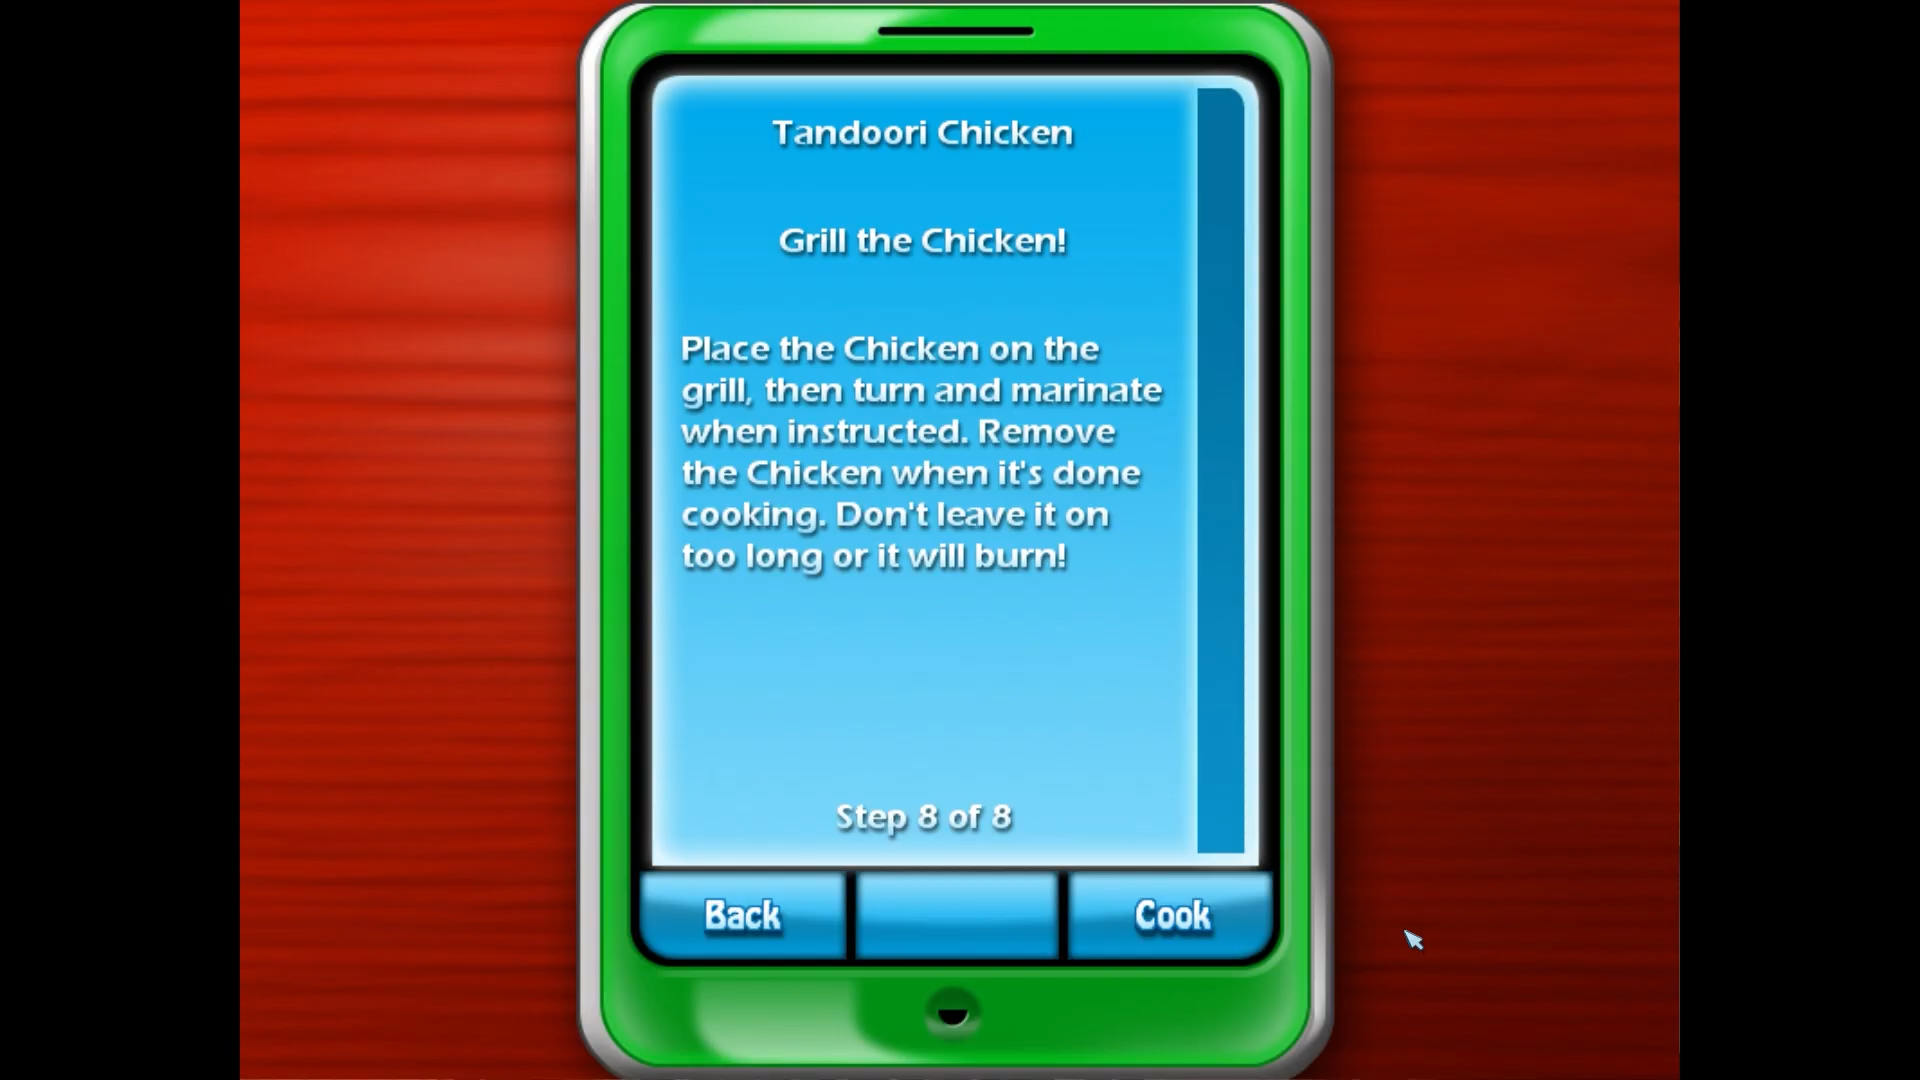 Tandoori Chicken
Grill the Chicken!
Place the Chicken on the
grill, then turn and marinate
when instructed. Remove
the Chicken when it's done
cooking. Don't leave it on
too long or it will burn!
Step 8 of 8
Back
Cook